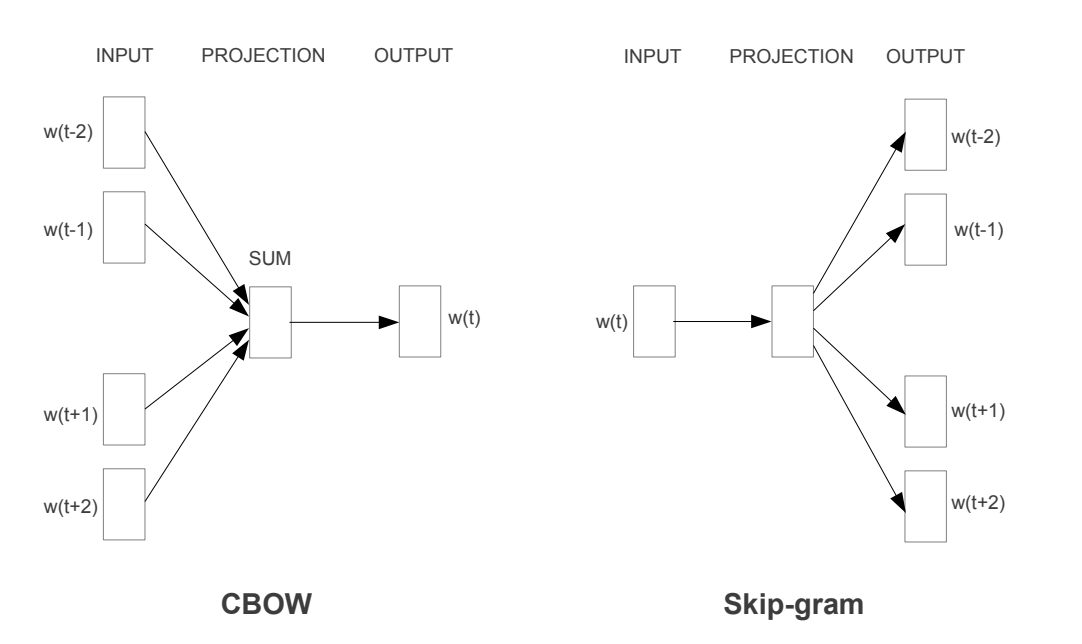 INPUT PROJECTION OUTPUT
w(t-2)
w(t-1)
SUM
w(t)
w(t+1)
w(t+2)
CBOW
INPUT PROJECTION OUTPUT
w(t-2)
w(t-1)
w(t)
w(t+1)
w(t+2)
Skip-gram